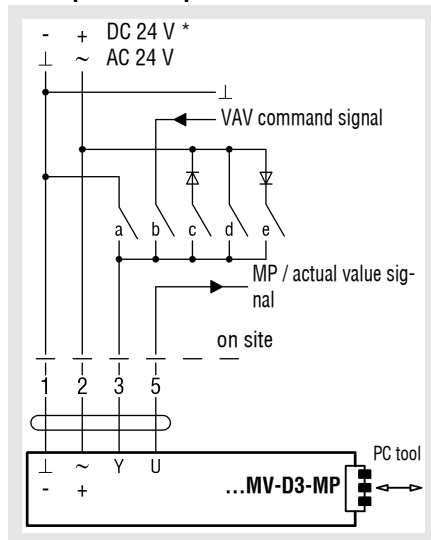 - + DC 24 V *
⊥ ~ AC 24 V
⊥
VAV command signal
a b c d e
MP / actual value sig-
nal
on site
1 2 3 5
⊥ ~ Y U
- +
...MV-D3-MP
PC tool